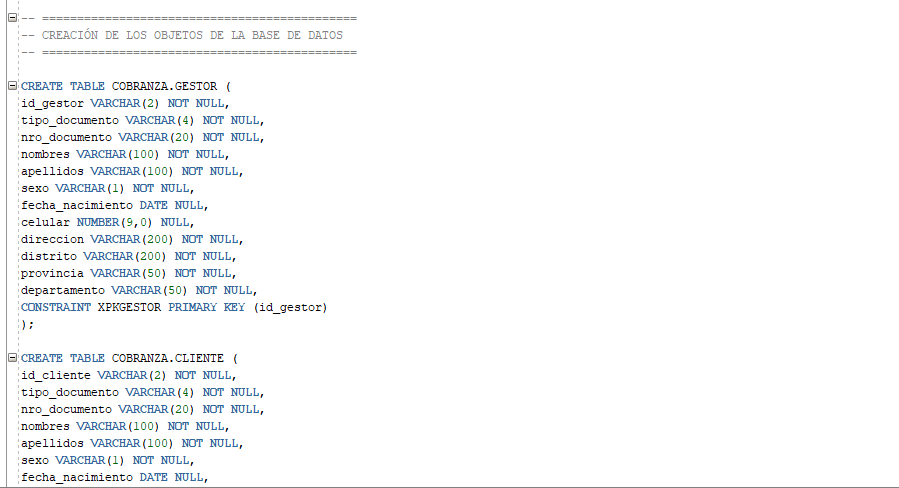 -- =============================================
-- CREACIÓN DE LOS OBJETOS DE LA BASE DE DATOS
-- =============================================
CREATE TABLE COBRANZA.GESTOR (
id_gestor VARCHAR(2) NOT NULL,
tipo_documento VARCHAR(4) NOT NULL,
nro_documento VARCHAR(20) NOT NULL,
nombres VARCHAR(100) NOT NULL,
apellidos VARCHAR(100) NOT NULL,
sexo VARCHAR(1) NOT NULL,
fecha_nacimiento DATE NULL,
celular NUMBER(9,0) NULL,
direccion VARCHAR(200) NOT NULL,
distrito VARCHAR(200) NOT NULL,
provincia VARCHAR(50) NOT NULL,
departamento VARCHAR(50) NOT NULL,
CONSTRAINT XPKGESTOR PRIMARY KEY (id_gestor)
);
CREATE TABLE COBRANZA.CLIENTE (
id_cliente VARCHAR(2) NOT NULL,
tipo_documento VARCHAR(4) NOT NULL,
nro_documento VARCHAR(20) NOT NULL,
nombres VARCHAR(100) NOT NULL,
apellidos VARCHAR(100) NOT NULL,
sexo VARCHAR(1) NOT NULL,
fecha_nacimiento DATE NULL,